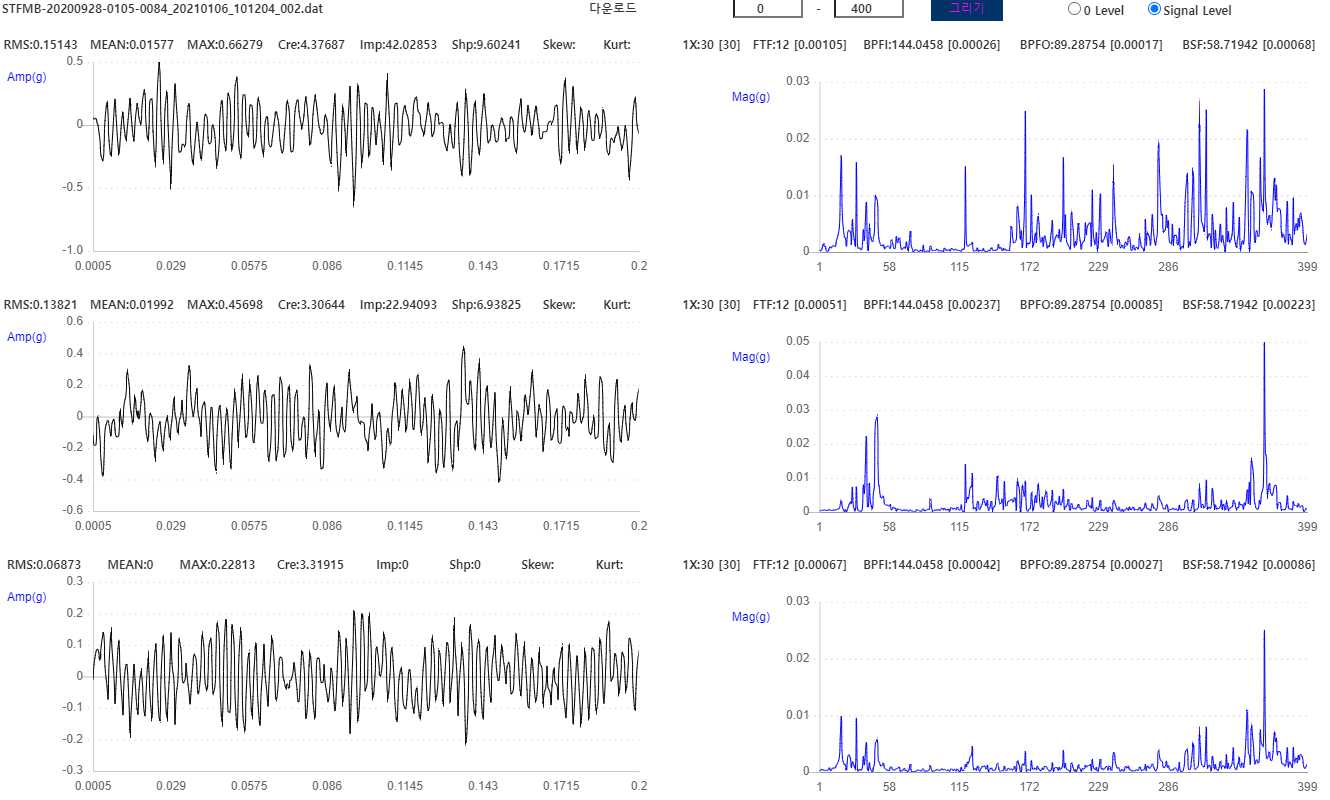 STFMB-20200928-0105-0084_20210106_101204_002.dat 다운로드 0 - 400 그리기 0 Level Signal Level
RMS:0.15143 MEAN:0.01577 MAX:0.66279 Cre:4.37687 Imp:42.02853 Shp:9.60241 Skew: Kurt: 1X:30 [30] FTF:12 [0.00105] BPFI:144.0458 [0.00026] BPFO:89.28754 [0.00017] BSF:58.71942 [0.00068]
Amp(g)
0.5
0
-0.5
-1.0
0.0005 0.029 0.0575 0.086 0.1145 0.143 0.1715 0.2
Mag(g)
0.03
0.02
0.01
0
1 58 115 172 229 286 399
RMS:0.13821 MEAN:0.01992 MAX:0.45698 Cre:3.30644 Imp:22.94093 Shp:6.93825 Skew: Kurt: 1X:30 [30] FTF:12 [0.00051] BPFI:144.0458 [0.00237] BPFO:89.28754 [0.00085] BSF:58.71942 [0.00223]
Amp(g)
0.6
0.4
0.2
0
-0.2
-0.4
-0.6
0.0005 0.029 0.0575 0.086 0.1145 0.143 0.1715 0.2
Mag(g)
0.05
0.04
0.03
0.02
0.01
0
1 58 115 172 229 286 399
RMS:0.06873 MEAN:0 MAX:0.22813 Cre:3.31915 Imp:0 Shp:0 Skew: Kurt: 1X:30 [30] FTF:12 [0.00067] BPFI:144.0458 [0.00042] BPFO:89.28754 [0.00027] BSF:58.71942 [0.00086]
Amp(g)
0.3
0.2
0.1
0
-0.1
-0.2
-0.3
0.0005 0.029 0.0575 0.086 0.1145 0.143 0.1715 0.2
Mag(g)
0.03
0.02
0.01
0
1 58 115 172 229 286 399